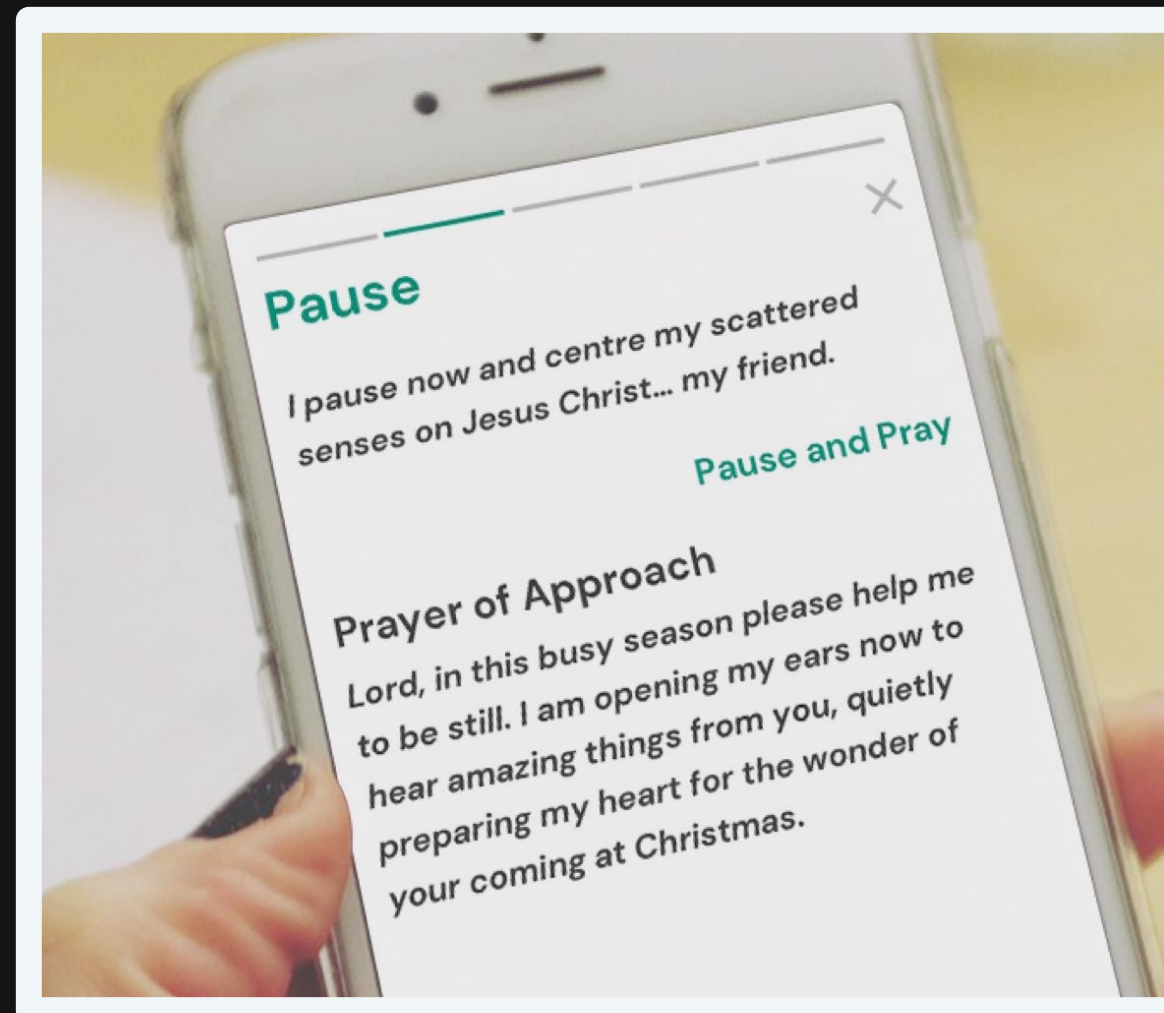 Pause
I pause now and centre my scattered
senses on Jesus Christ... my friend.
Pause and Pray
Prayer of Approach
Lord, in this busy season please help me
to be still. I am opening my ears now to
hear amazing things from you, quietly
preparing my heart for the wonder of
your coming at Christmas.